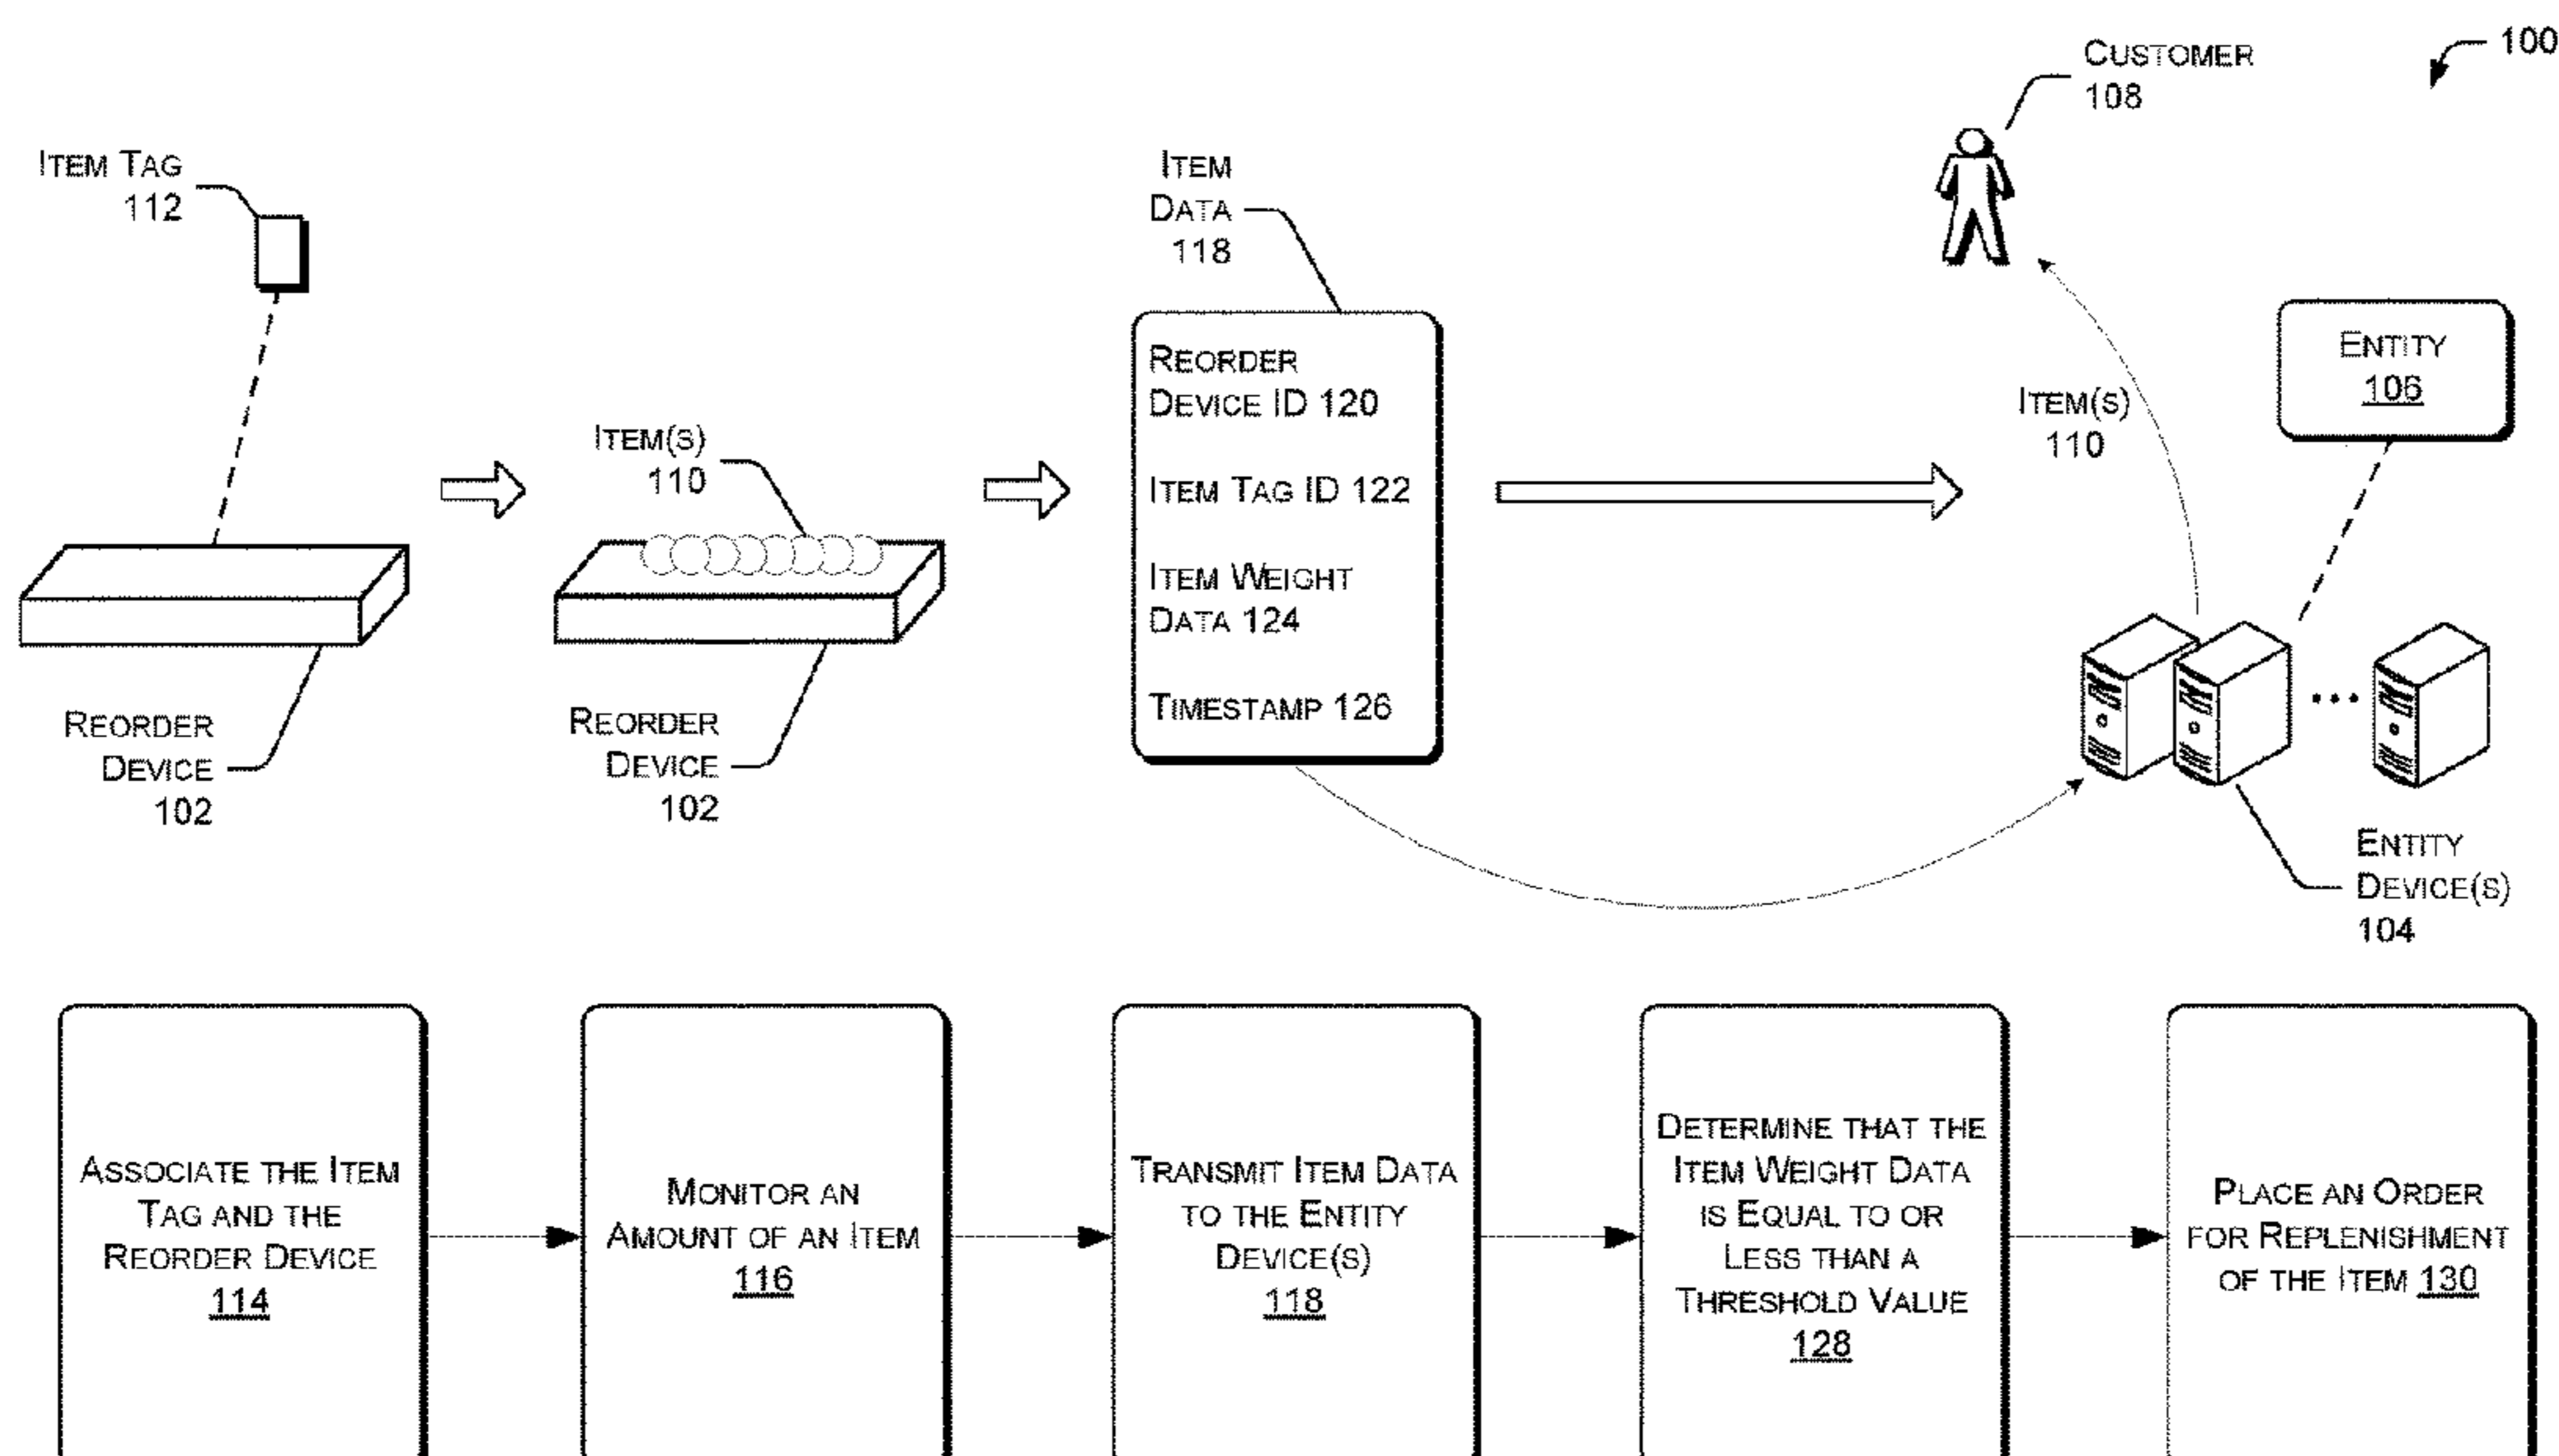 100
CUSTOMER
108
ITEM TAG
112
ITEM
DATA
118
REORDER
DEVICE ID 120
ITEM TAG ID 122
ITEM WEIGHT
DATA 124
TIMESTAMP 126
ENTITY
106
ITEM(S)
110
ITEM(S)
110
REORDER
DEVICE
102
REORDER
DEVICE
102
ENTITY
DEVICE(S)
104
ASSOCIATE THE ITEM
TAG AND THE
REORDER DEVICE
114
MONITOR AN
AMOUNT OF AN ITEM
116
TRANSMIT ITEM DATA
TO THE ENTITY
DEVICE(S)
118
DETERMINE THAT THE
ITEM WEIGHT DATA
IS EQUAL TO OR
LESS THAN A
THRESHOLD VALUE
128
PLACE AN ORDER
FOR REPLENISHMENT
OF THE ITEM 130